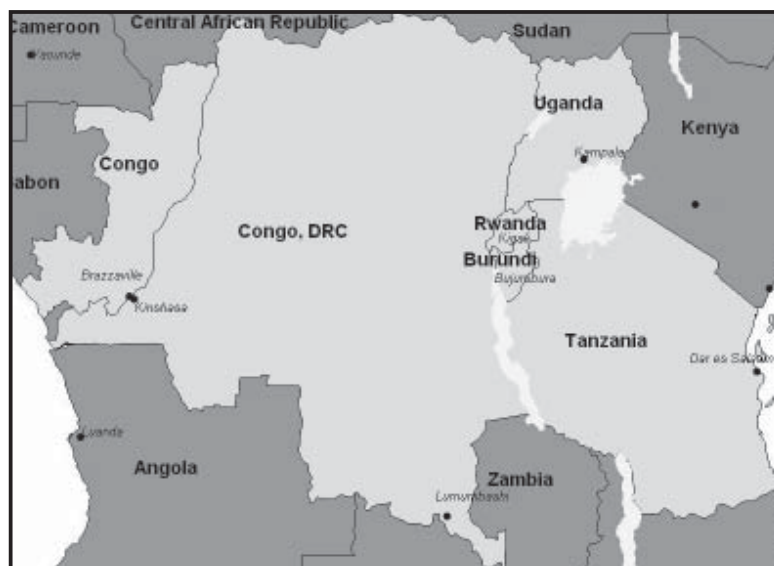 Cameroon
Central African Republic
Sudan
Yaounde
Uganda
Kenya
Kampala
Congo
Gabon
Congo, DRC
Rwanda
Kigali
Burundi
Bujumbura
Brazzaville
Kinshasa
Tanzania
Dar es Salaam
Luanda
Angola
Zambia
Lumumbashi